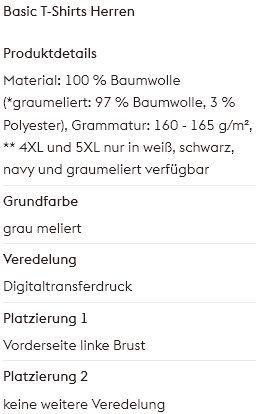 Basic T-Shirts Herren
Produktdetails
Material: 100 % Baumwolle
(*graumeliert: 97 % Baumwolle, 3 %
Polyester), Grammatur: 160 - 165 g/m²,
** 4XL und 5XL nur in weiß, schwarz,
navy und graumeliert verfügbar
Grundfarbe
grau meliert
Veredelung
Digitaltransferdruck
Platzierung 1
Vorderseite linke Brust
Platzierung 2
keine weitere Veredelung